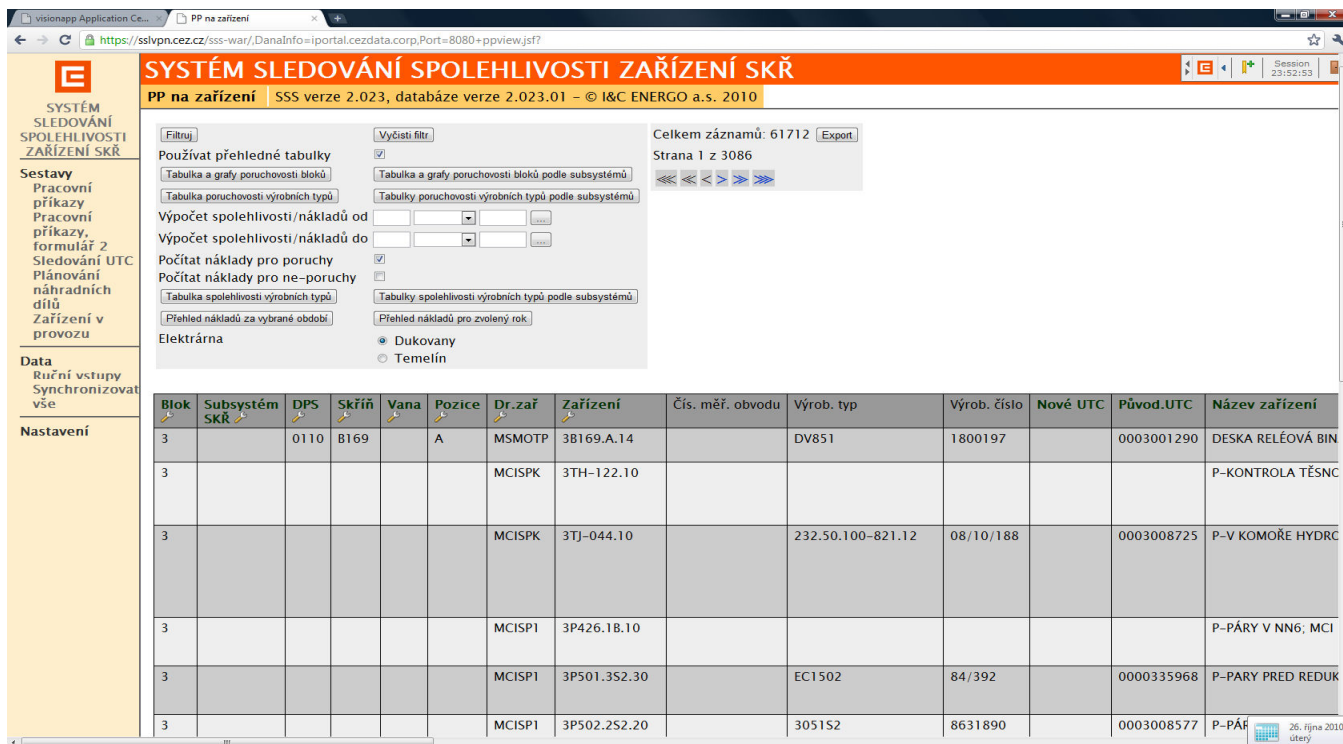 visionapp Application Ce...
PP na zařízení
https://sslvpn.cez.cz/sss-war/,DanaInfo=iportal.cezdata.corp,Port=8080+ppview.jsf?
SYSTÉM SLEDOVÁNÍ SPOLEHLIVOSTI ZAŘÍZENÍ SKŘ
Session
23:52:53
PP na zařízení SSS verze 2.023, databáze verze 2.023.01 – © I&C ENERGO a.s. 2010
SYSTÉM
SLEDOVÁNÍ
SPOLEHLIVOSTI
ZAŘÍZENÍ SKŘ
Sestavy
Pracovní
příkazy
Pracovní
příkazy,
formulář 2
Sledování UTC
Plánování
náhradních
dílů
Zařízení v
provozu
Data
Ruční vstupy
Synchronizovat
vše
Nastavení
Filtruj Vyčisti filtr
Používat přehledné tabulky
Tabulka a grafy poruchovosti bloků Tabulka a grafy poruchovosti bloků podle subsystémů
Tabulka poruchovosti výrobních typů Tabulky poruchovosti výrobních typů podle subsystémů
Výpočet spolehlivosti/nákladů od ...
Výpočet spolehlivosti/nákladů do ...
Počítat náklady pro poruchy
Počítat náklady pro ne-poruchy
Tabulka spolehlivosti výrobních typů Tabulky spolehlivosti výrobních typů podle subsystémů
Přehled nákladů za vybrané období Přehled nákladů pro zvolený rok
Elektrárna Dukovany
Temelín
Celkem záznamů: 61712 Export
Strana 1 z 3086
⋘ ≪ < > ≫ ⋙
Blok Subsystém SKŘ DPS Skříň Vana Pozice Dr.zař Zařízení Čís. měř. obvodu Výrob. typ Výrob. číslo Nové UTC Původ.UTC Název zařízení
3 0110 B169 A MSMOTP 3B169.A.14 DV851 1800197 0003001290 DESKA RELÉOVÁ BIN
3 MCISPK 3TH-122.10 P-KONTROLA TĚSNO
3 MCISPK 3TJ-044.10 232.50.100-821.12 08/10/188 0003008725 P-V KOMOŘE HYDRO
3 MCISP1 3P426.1B.10 P-PÁRY V NN6; MCI
3 MCISP1 3P501.3S2.30 EC1502 84/392 0000335968 P-PARY PRED REDUK
3 MCISP1 3P502.2S2.20 3051S2 8631890 0003008577 P-PÁR
26. října 2010
úterý